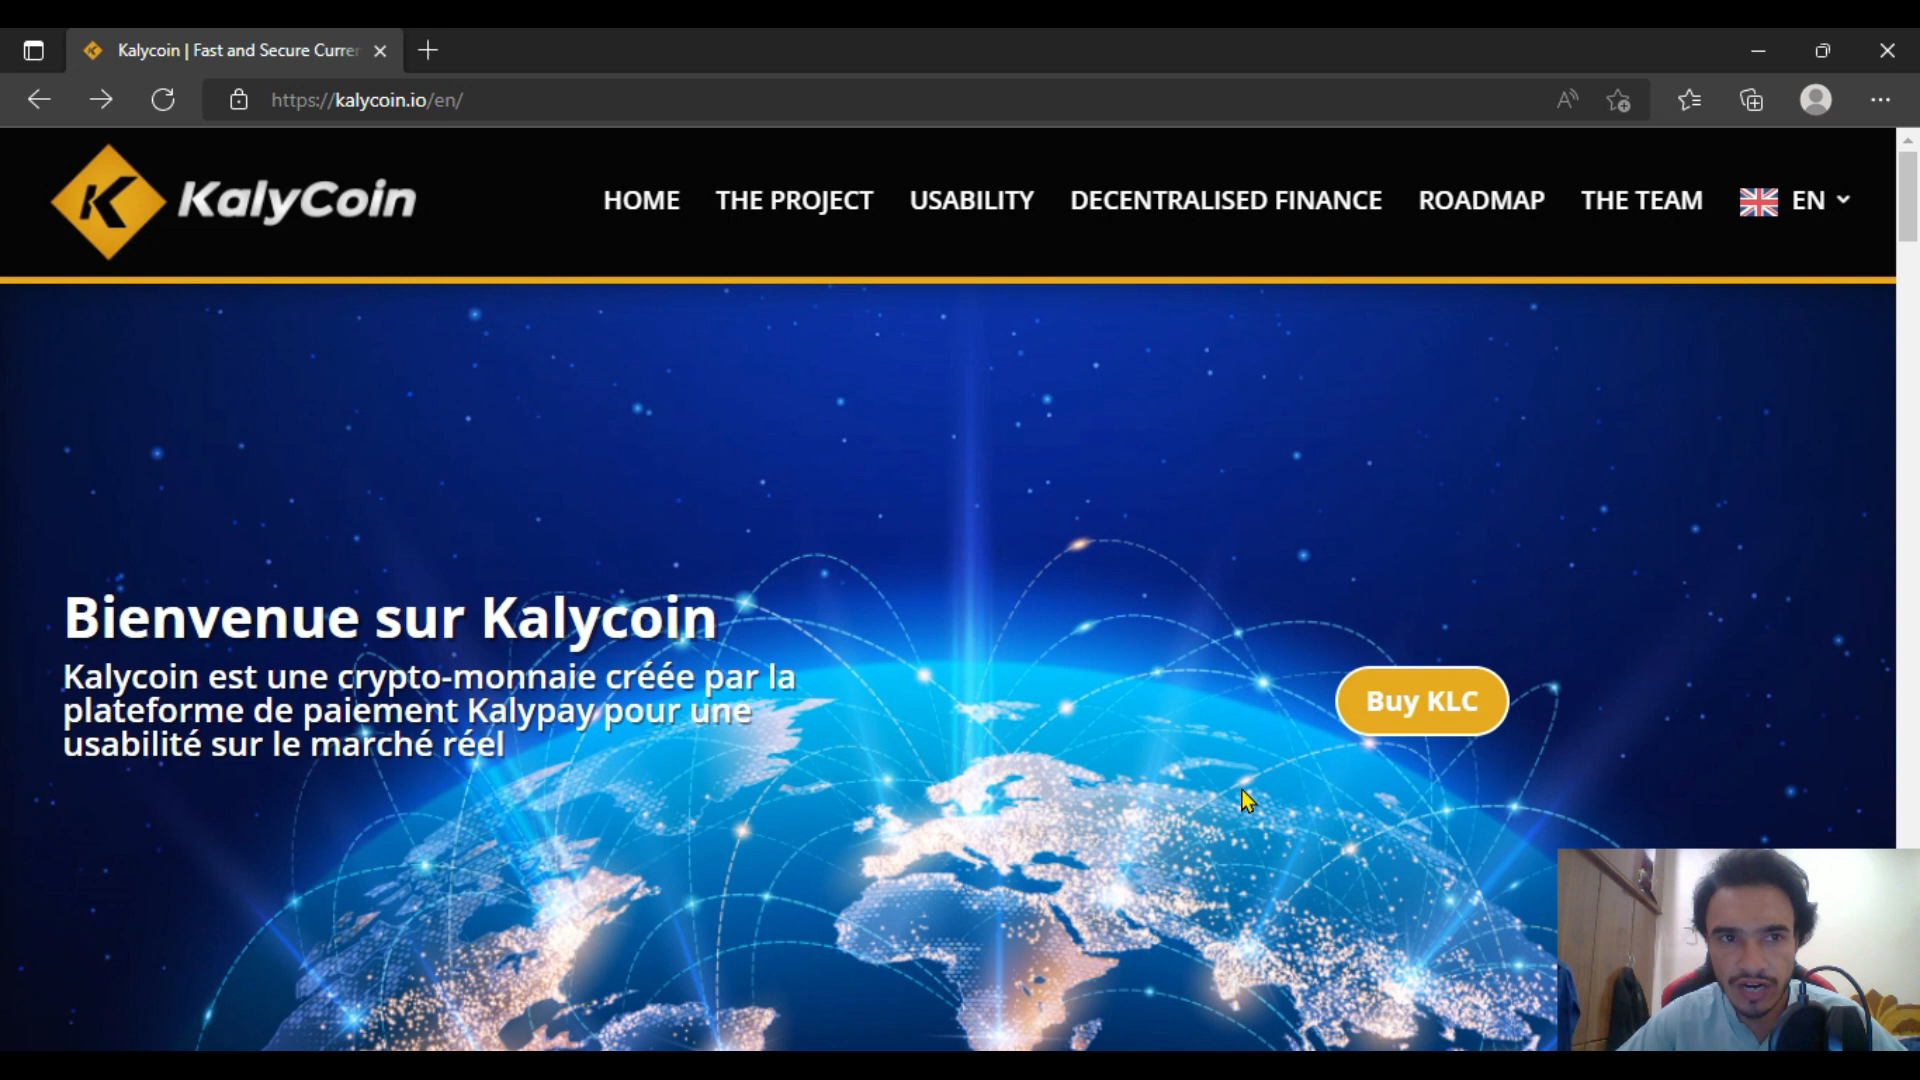 Kalycoin | Fast and Secure Curre
https://kalycoin.io/en/
KalyCoin
HOME
THE PROJECT
USABILITY
DECENTRALISED FINANCE
ROADMAP
THE TEAM
EN
Bienvenue sur Kalycoin
Kalycoin est une crypto-monnaie créée par la
plateforme de paiement Kalypay pour une
usabilité sur le marché réel
Buy KLC